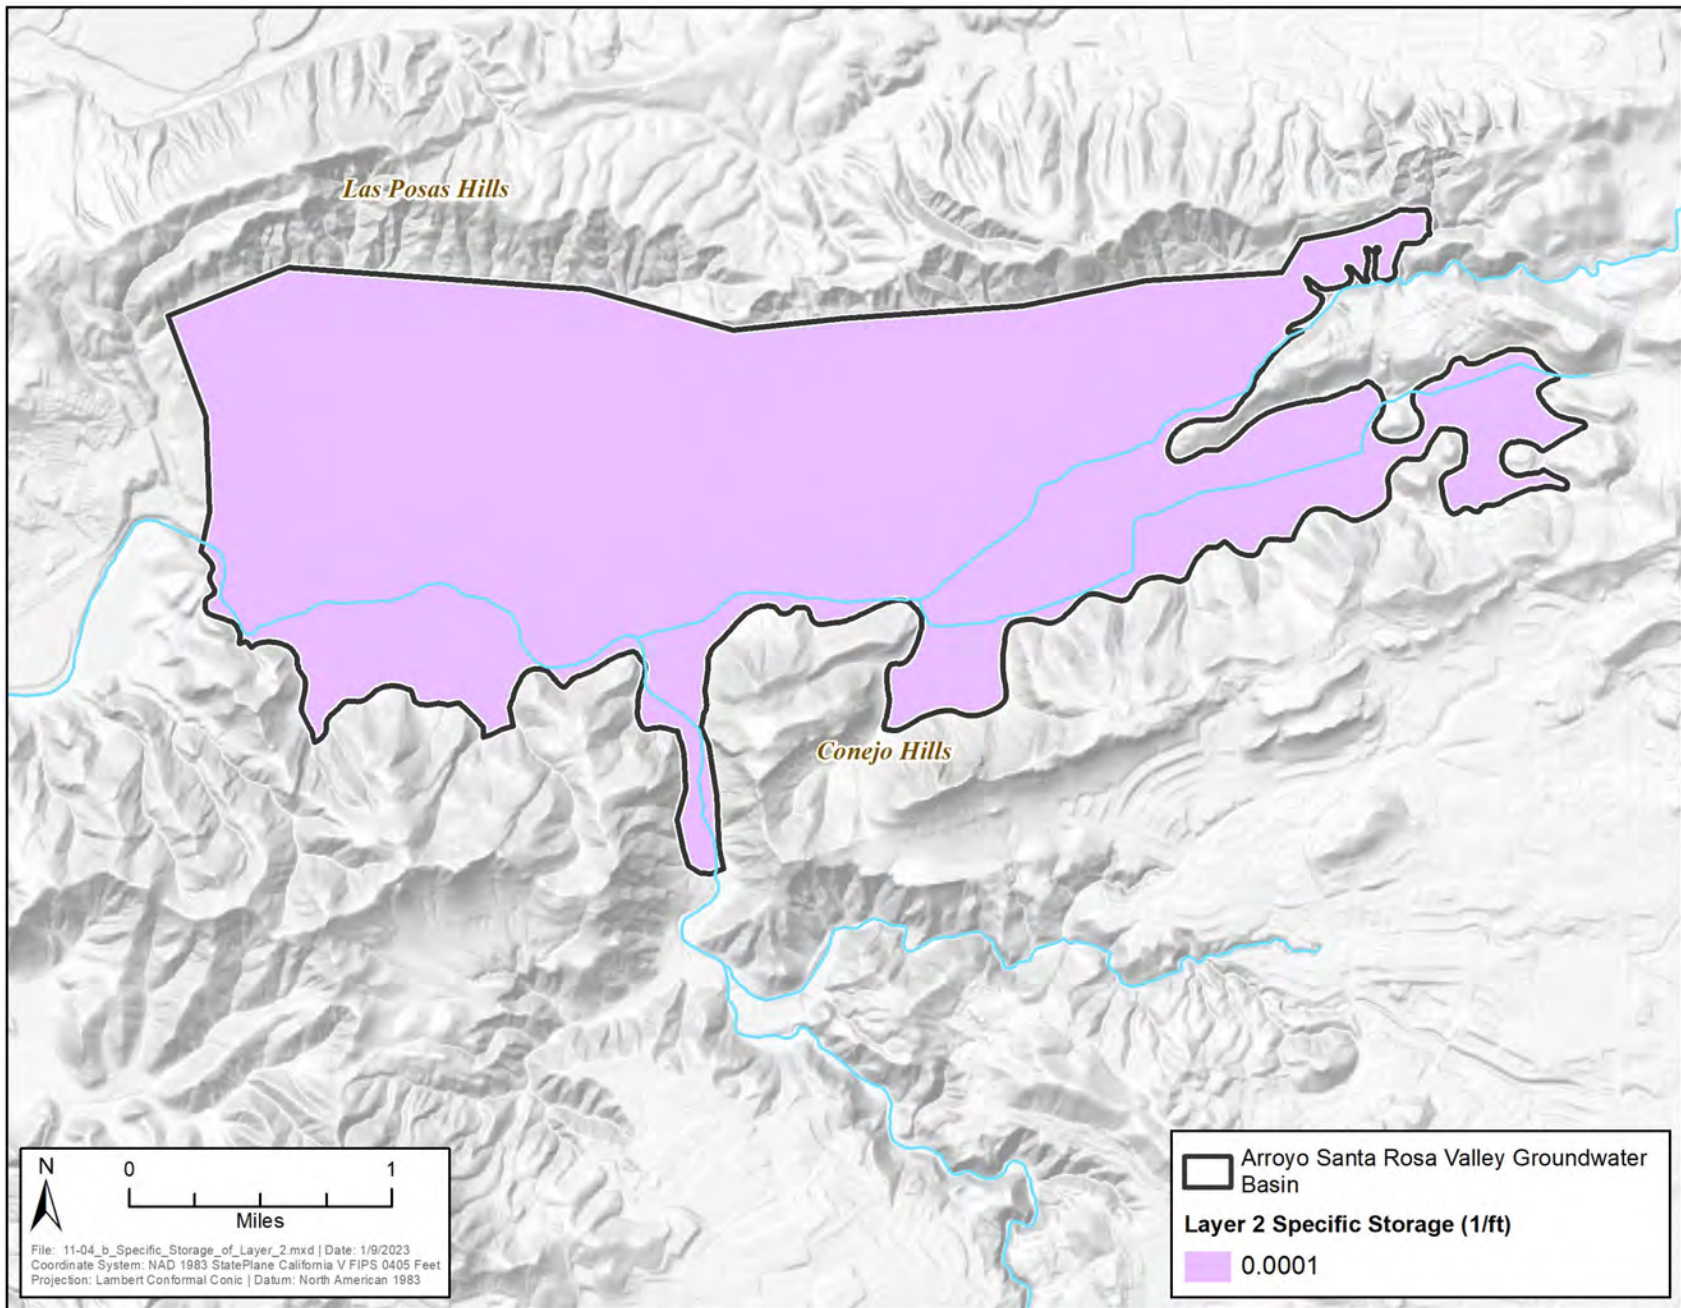 Las Posas Hills
Conejo Hills
N
0 1
Miles
File: 11-04_b_Specific_Storage_of_Layer_2.mxd | Date: 1/9/2023
Coordinate System: NAD 1983 StatePlane California V FIPS 0405 Feet
Projection: Lambert Conformal Conic | Datum: North American 1983
Arroyo Santa Rosa Valley Groundwater
Basin
Layer 2 Specific Storage (1/ft)
0.0001